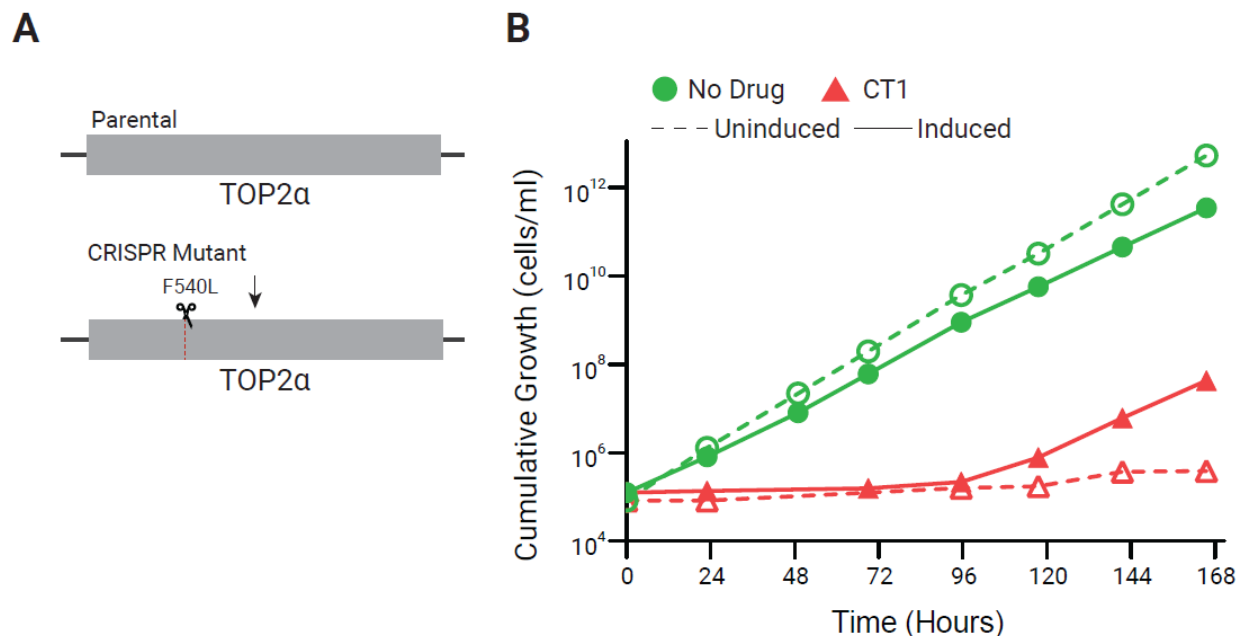 A
Parental
TOP2α
CRISPR Mutant
F540L
TOP2α
B
No Drug CT1
Uninduced Induced
Cumulative Growth (cells/ml)
10^12
10^10
10^8
10^6
10^4
0 24 48 72 96 120 144 168
Time (Hours)